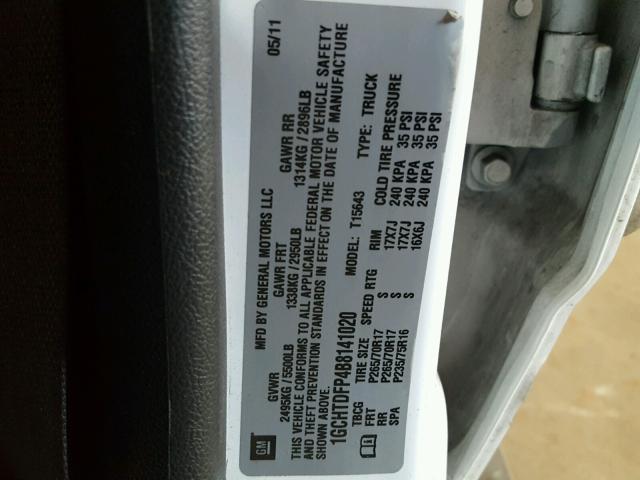 GM
MFD BY GENERAL MOTORS LLC 05/11
GVWR GAWR FRT GAWR RR
2495KG / 5500LB 1338KG / 2950LB 1314KG / 2896LB
THIS VEHICLE CONFORMS TO ALL APPLICABLE FEDERAL MOTOR VEHICLE SAFETY
AND THEFT PREVENTION STANDARDS IN EFFECT ON THE DATE OF MANUFACTURE
SHOWN ABOVE.
1GCHTDFP4B8141020 MODEL: T15643 TYPE: TRUCK
TBCG TIRE SIZE SPEED RTG RIM COLD TIRE PRESSURE
FRT P265/70R17 S 17X7J 240 KPA 35 PSI
RR P265/70R17 S 17X7J 240 KPA 35 PSI
SPA P235/75R16 S 16X6J 240 KPA 35 PSI